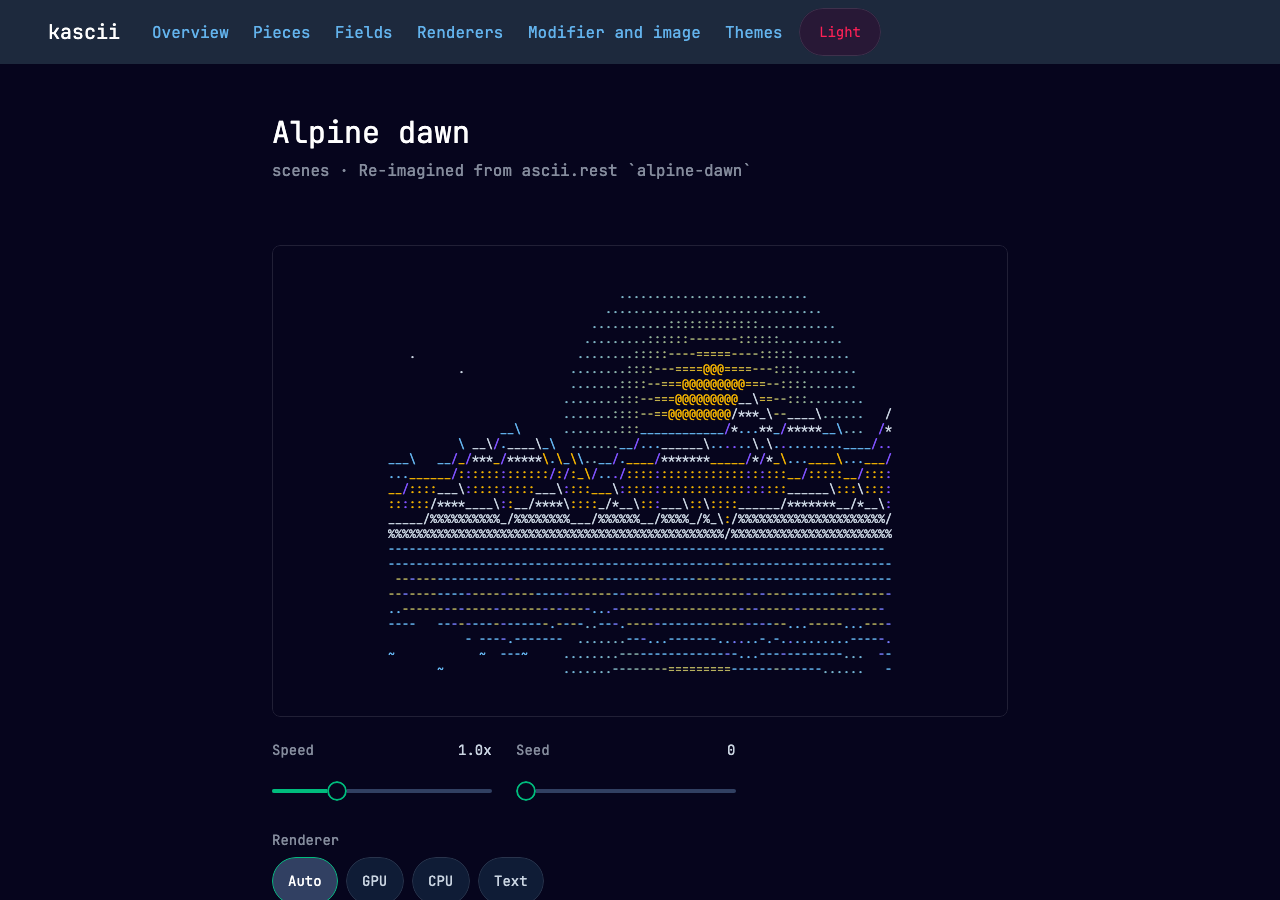 kascii Overview Pieces Fields Renderers Modifier and image Themes Light
Alpine dawn
scenes · Re-imagined from ascii.rest `alpine-dawn`
Speed 1.0x Seed 0
Renderer
Auto GPU CPU Text